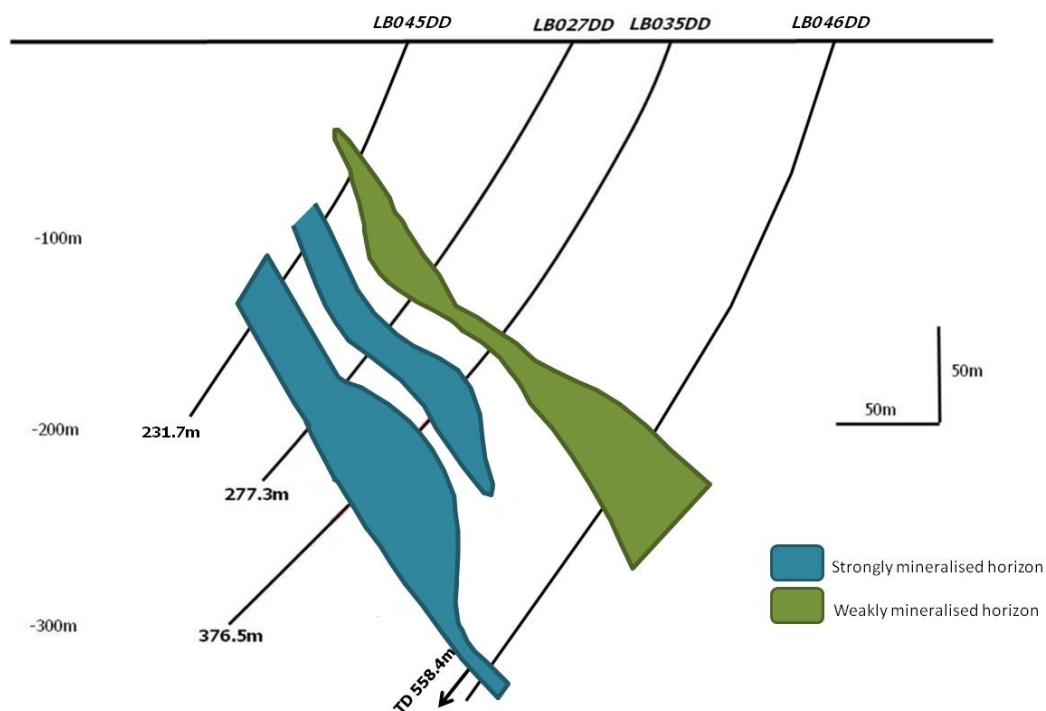 LB045DD
LB027DD
LB035DD
LB046DD
-100m
50m
50m
-200m
231.7m
277.3m
Strongly mineralised horizon
Weakly mineralised horizon
-300m
376.5m
TD 558.4m